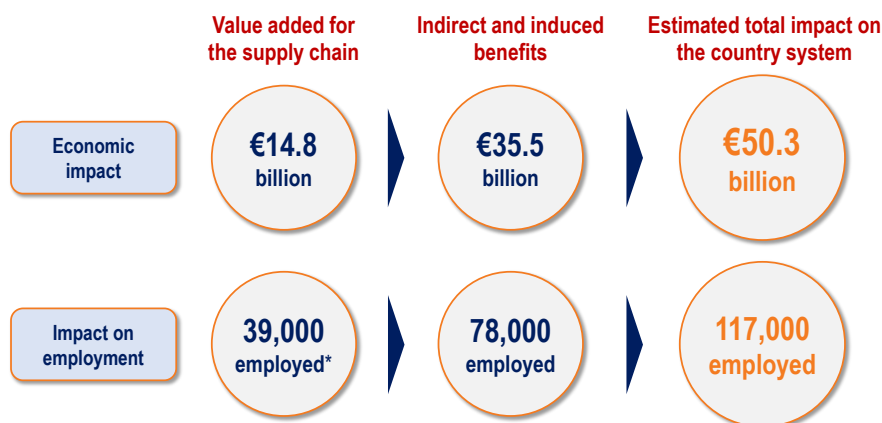 Value added for
the supply chain
Indirect and induced
benefits
Estimated total impact on
the country system
Economic
impact
€14.8
billion
€35.5
billion
€50.3
billion
Impact on
employment
39,000
employed*
78,000
employed
117,000
employed